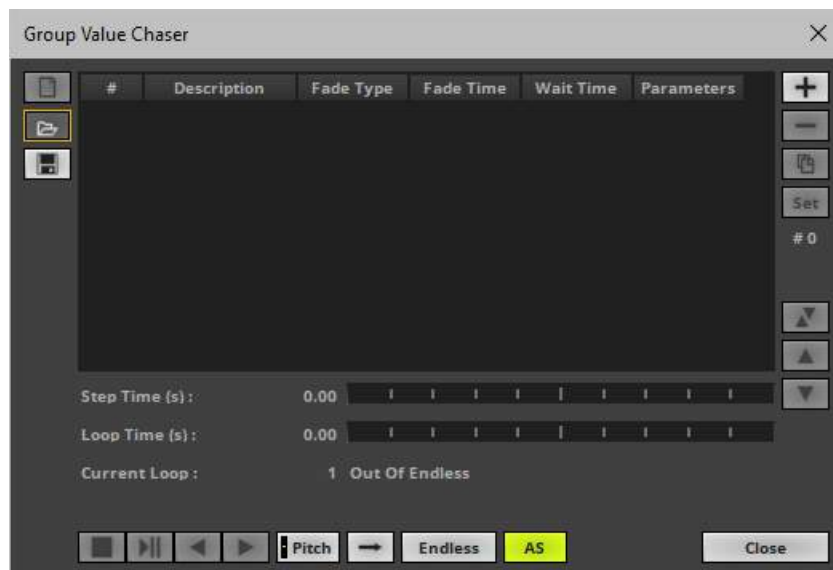 Group Value Chaser
# Description Fade Type Fade Time Wait Time Parameters
Set
# 0
Step Time (s) : 0.00
Loop Time (s) : 0.00
Current Loop : 1 Out Of Endless
Pitch Endless AS Close